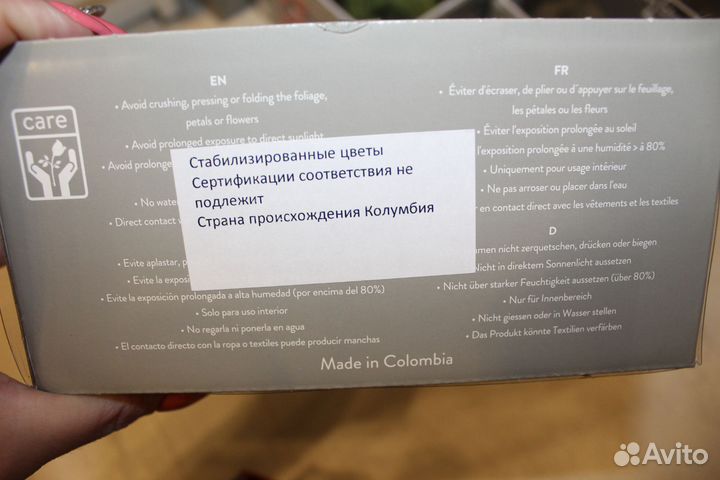 care
EN
• Avoid crushing, pressing or folding the foliage,
petals or flowers
• Avoid prolonged exposure to direct sunlight
• Avoid prolonged
• No water
• Direct contact
Стабилизированные цветы
Сертификации соответствия не
подлежит
Страна происхождения Колумбия
• Evite aplastar,
• Evite la
• Evite la exposición prolongada a alta humedad (por encima del 80%)
• Solo para uso interior
• No regarla ni ponerla en agua
• El contacto directo con la ropa o textiles puede producir manchas
FR
• Éviter d'écraser, de plier ou d´appuyer sur le feuillage,
les pétales ou les fleurs
• Éviter l'exposition prolongée au soleil
l'exposition prolongée à une humidité > à 80%
• Uniquement pour usage intérieur
• Ne pas arroser ou placer dans l'eau
en contact direct avec les vêtements et les textiles
D
nicht zerquetschen, drücken oder biegen
Nicht in direktem Sonnenlicht aussetzen
• Nicht über starker Feuchtigkeit aussetzen (über 80%)
• Nur für Innenbereich
• Nicht giessen oder in Wasser stellen
• Das Produkt könnte Textilien verfärben
Made in Colombia
Avito